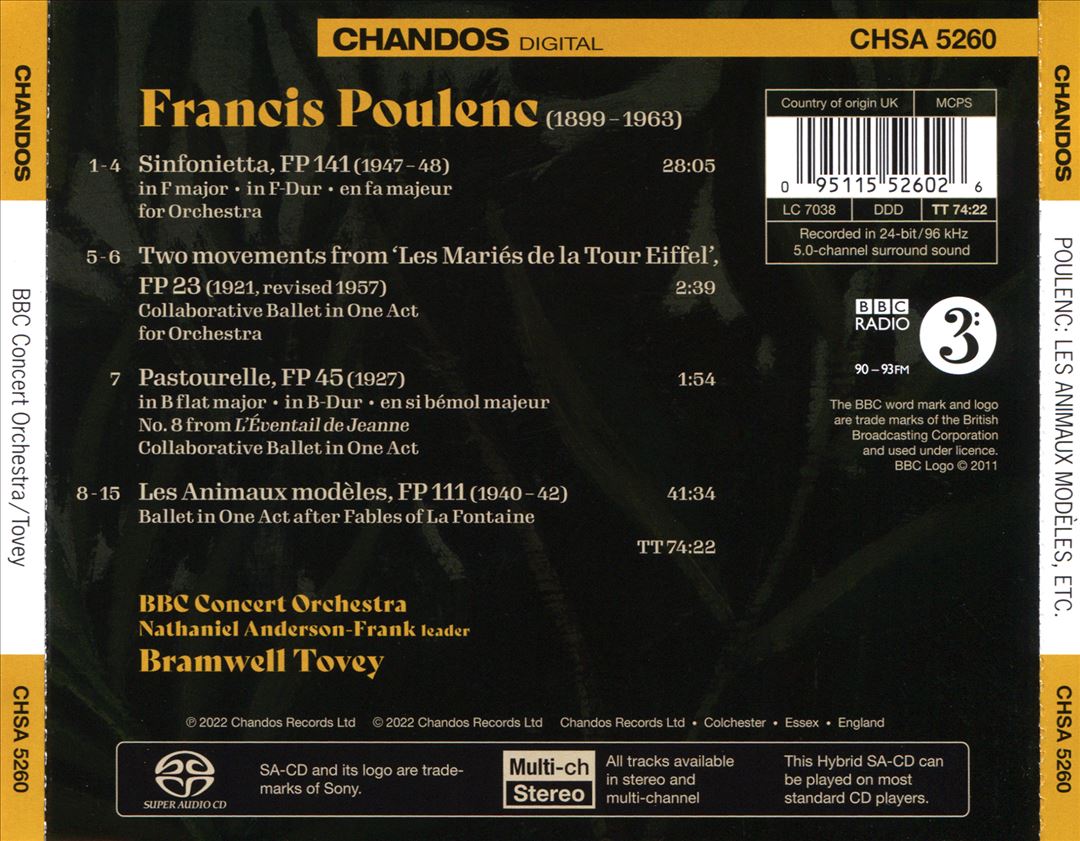 CHANDOS DIGITAL CHSA 5260
Francis Poulenc (1899–1963)
1-4 Sinfonietta, FP 141 (1947–48) 28:05
in F major • in F-Dur • en fa majeur
for Orchestra
5-6 Two movements from ‘Les Mariés de la Tour Eiffel’,
FP 23 (1921, revised 1957) 2:39
Collaborative Ballet in One Act
for Orchestra
7 Pastourelle, FP 45 (1927) 1:54
in B flat major • in B-Dur • en si bémol majeur
No. 8 from L’Éventail de Jeanne
Collaborative Ballet in One Act
8-15 Les Animaux modèles, FP 111 (1940–42) 41:34
Ballet in One Act after Fables of La Fontaine
TT 74:22
BBC Concert Orchestra
Nathaniel Anderson-Frank leader
Bramwell Tovey
Country of origin UK MCPS
0 95115 52602 6
LC 7038 DDD TT 74:22
Recorded in 24-bit/96 kHz
5.0-channel surround sound
BBC
RADIO
3
90–93FM
The BBC word mark and logo
are trade marks of the British
Broadcasting Corporation
and used under licence.
BBC Logo © 2011
℗ 2022 Chandos Records Ltd © 2022 Chandos Records Ltd Chandos Records Ltd • Colchester • Essex • England
SUPER AUDIO CD
SA-CD and its logo are trade-
marks of Sony.
Multi-ch
Stereo
All tracks available
in stereo and
multi-channel
This Hybrid SA-CD can
be played on most
standard CD players.
CHANDOS
BBC Concert Orchestra/Tovey
CHSA 5260
CHANDOS
POULENC: LES ANIMAUX MODÈLES, ETC.
CHSA 5260